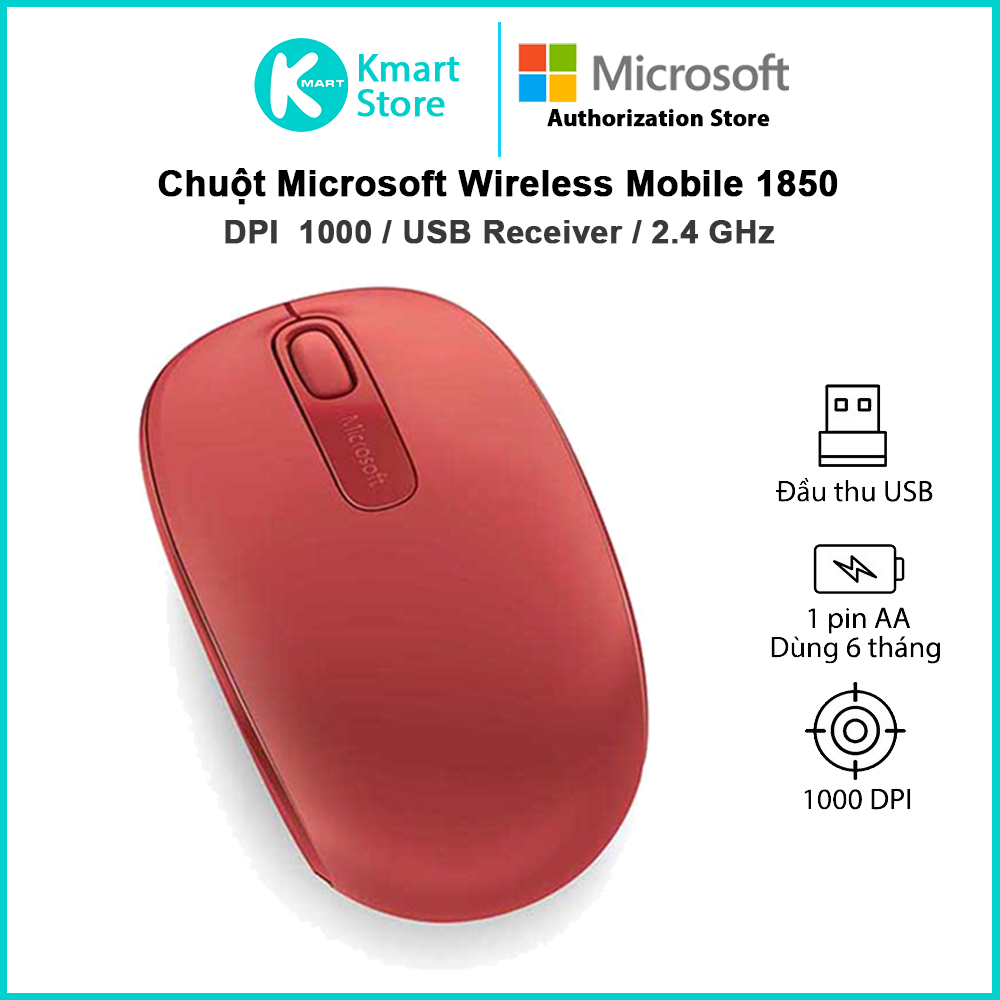 K MART
Kmart
Store
Microsoft
Authorization Store
Chuột Microsoft Wireless Mobile 1850
DPI 1000 / USB Receiver / 2.4 GHz
Microsoft
Đầu thu USB
1 pin AA
Dùng 6 tháng
1000 DPI